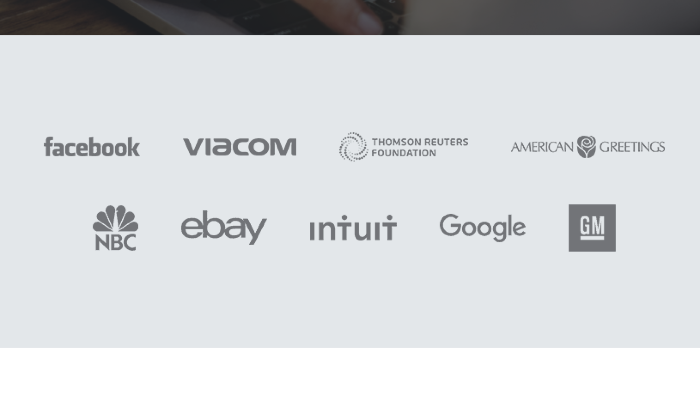 facebook
VIACOM
THOMSON REUTERS
FOUNDATION
AMERICAN GREETINGS
NBC
ebay
intuit
Google
GM